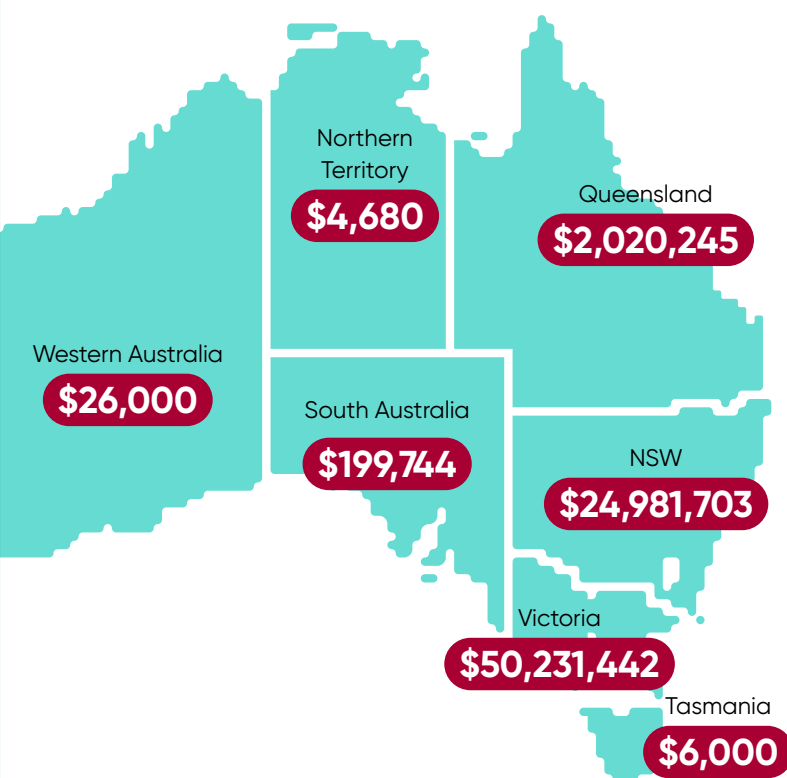 Northern
Territory
$4,680
Queensland
$2,020,245
Western Australia
$26,000
South Australia
$199,744
NSW
$24,981,703
Victoria
$50,231,442
Tasmania
$6,000